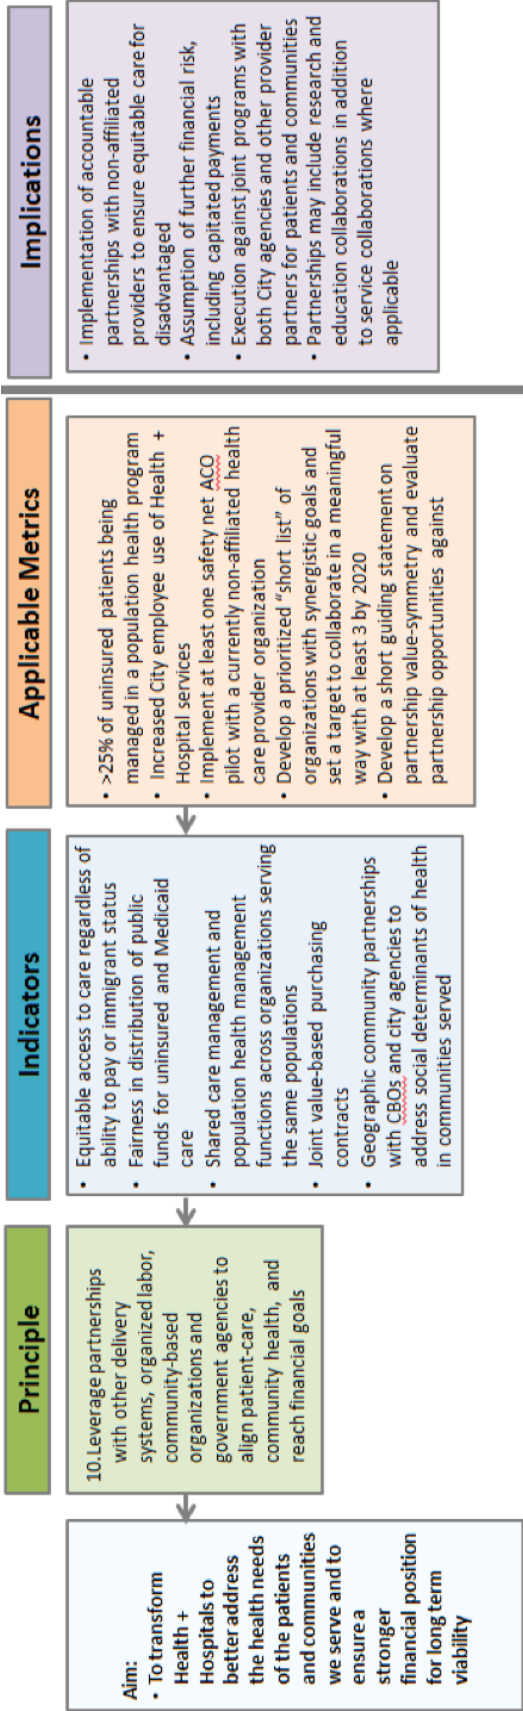 Aim:
• To transform
Health +
Hospitals to
better address
the health needs
of the patients
and communities
we serve and to
ensure a
stronger
financial position
for long term
viability
Principle
10.Leverage partnerships
with other delivery
systems, organized labor,
community-based
organizations and
government agencies to
align patient-care,
community health, and
reach financial goals
Indicators
• Equitable access to care regardless of
ability to pay or immigrant status
• Fairness in distribution of public
funds for uninsured and Medicaid
care
• Shared care management and
population health management
functions across organizations serving
the same populations
• Joint value-based purchasing
contracts
• Geographic community partnerships
with CBOs and city agencies to
address social determinants of health
in communities served
Applicable Metrics
• >25% of uninsured patients being
managed in a population health program
• Increased City employee use of Health +
Hospital services
• Implement at least one safety net ACO
pilot with a currently non-affiliated health
care provider organization
• Develop a prioritized “short list” of
organizations with synergistic goals and
set a target to collaborate in a meaningful
way with at least 3 by 2020
• Develop a short guiding statement on
partnership value-symmetry and evaluate
partnership opportunities against
Implications
• Implementation of accountable
partnerships with non-affiliated
providers to ensure equitable care for
disadvantaged
• Assumption of further financial risk,
including capitated payments
• Execution against joint programs with
both City agencies and other provider
partners for patients and communities
• Partnerships may include research and
education collaborations in addition
to service collaborations where
applicable